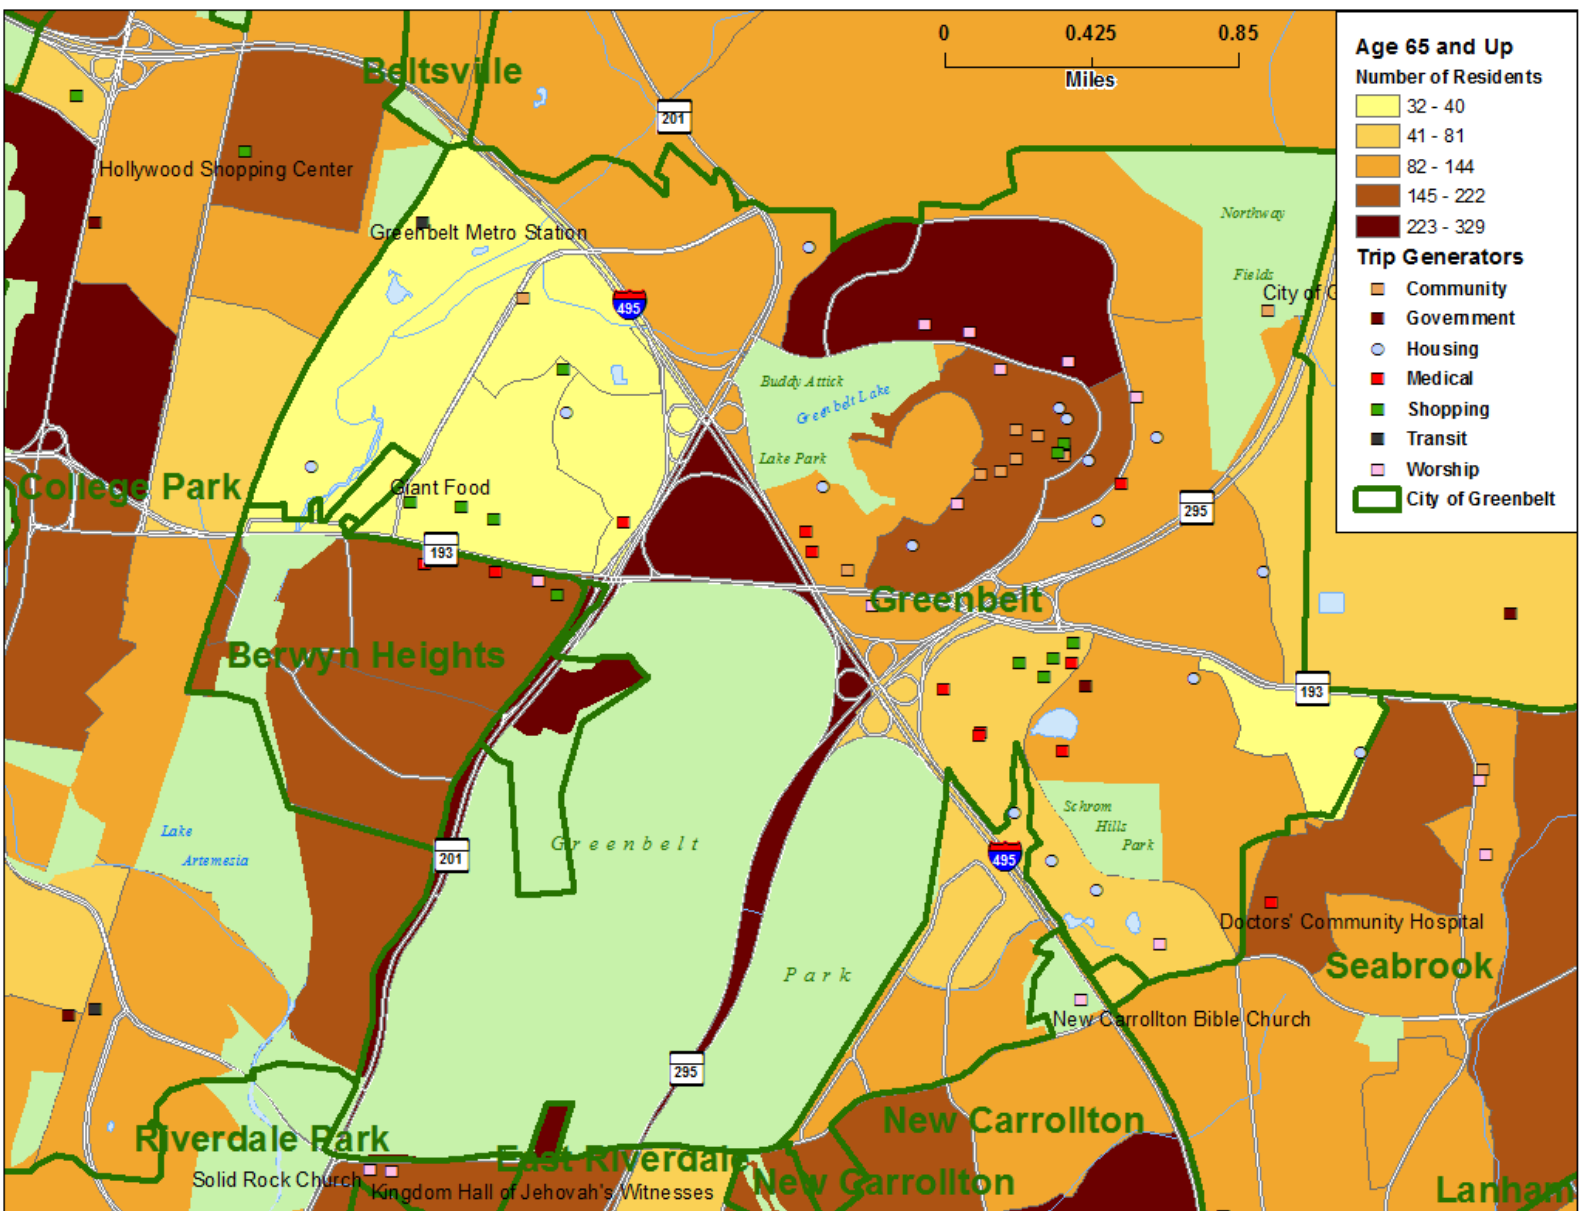 Beltsville
201
0
0.425
0.85
Miles
Age 65 and Up
Number of Residents
32 - 40
41 - 81
82 - 144
145 - 222
223 - 329
Trip Generators
Community
Government
Housing
Medical
Shopping
Transit
Worship
City of Greenbelt
Hollywood Shopping Center
Greenbelt Metro Station
Northway
Fields
City of
495
Buddy Attick
Greenbelt Lake
Lake Park
College Park
Giant Food
295
193
Greenbelt
Berwyn Heights
193
Schrom
Hills
Park
Lake
Artemesia
201
Greenbelt
495
Doctors' Community Hospital
Seabrook
Park
New Carrollton Bible Church
295
New Carrollton
Riverdale Park
East Riverdale
Solid Rock Church
Kingdom Hall of Jehovah's Witnesses
New Carrollton
Lanham